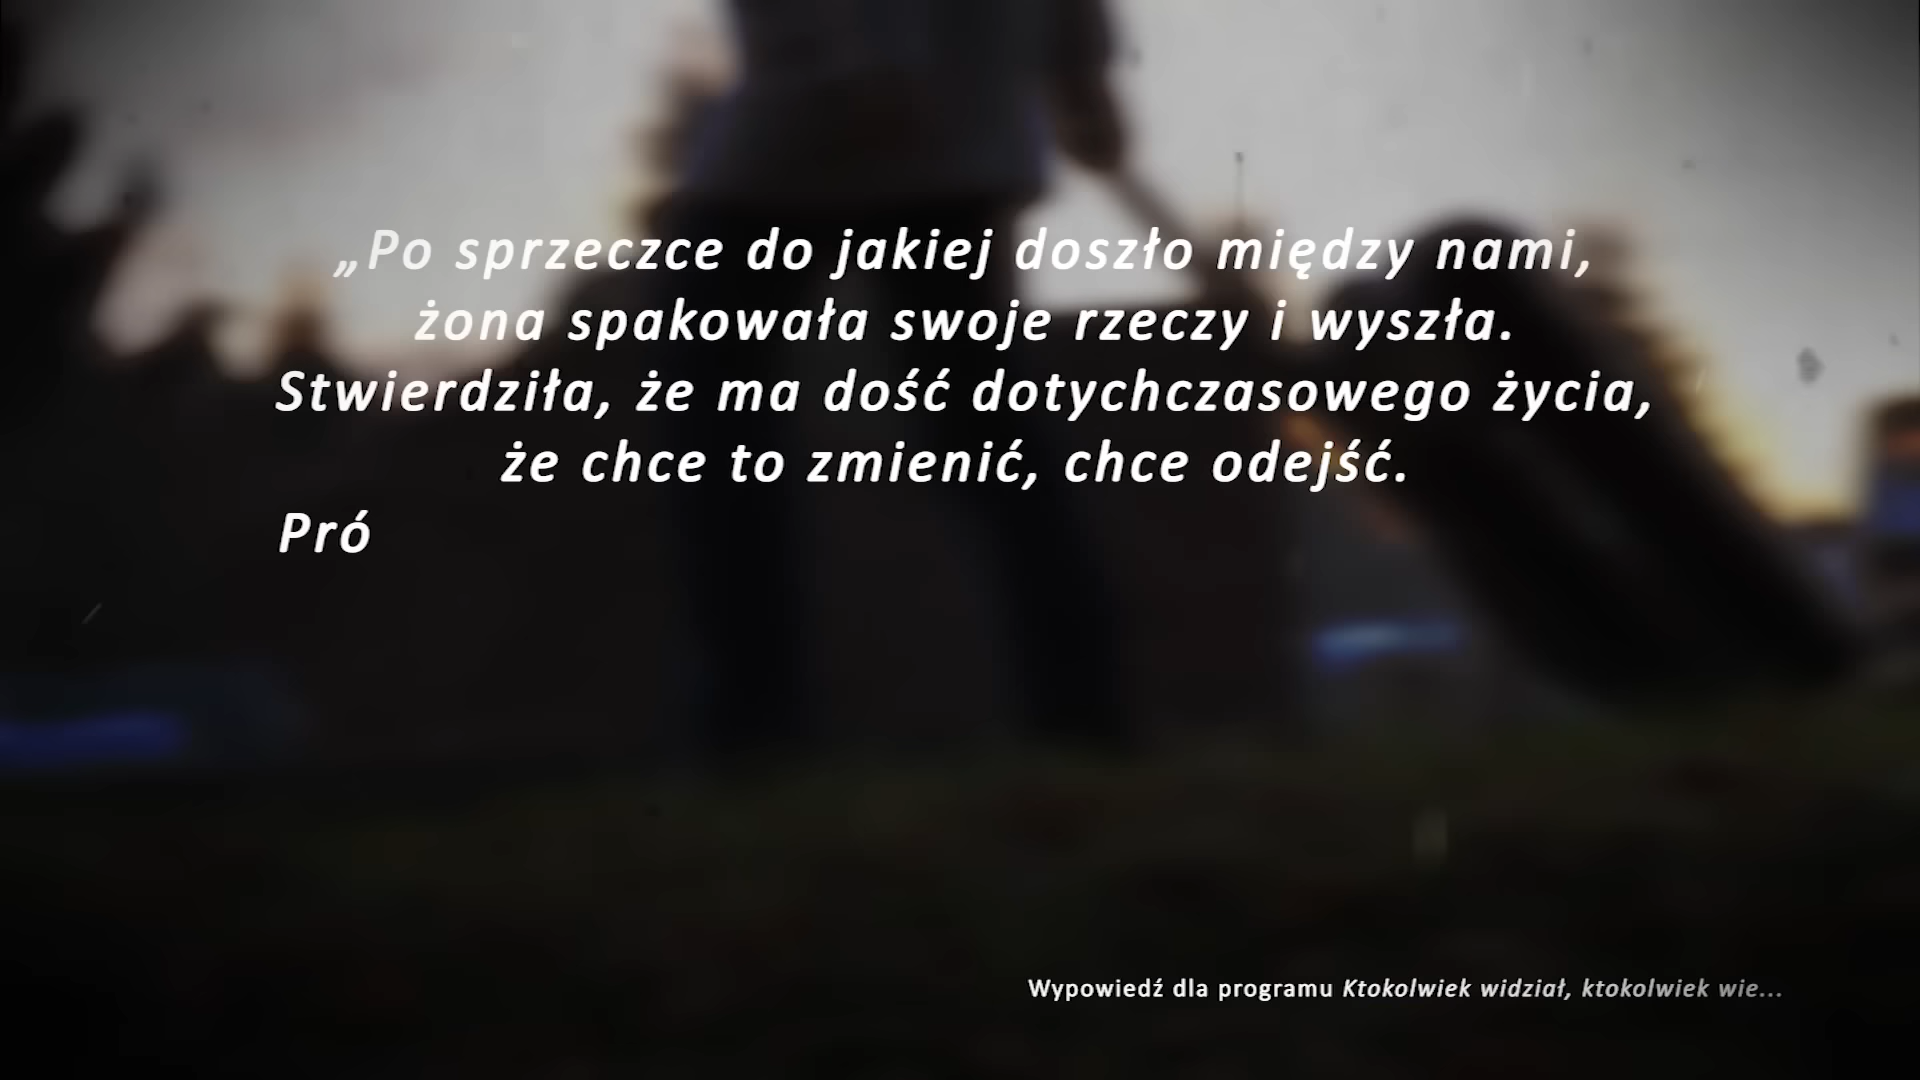 „Po sprzeczce do jakiej doszło między nami,
żona spakowała swoje rzeczy i wyszła.
Stwierdziła, że ma dość dotychczasowego życia,
że chce to zmienić, chce odejść.
Pró
Wypowiedź dla programu Ktokolwiek widział, ktokolwiek wie...